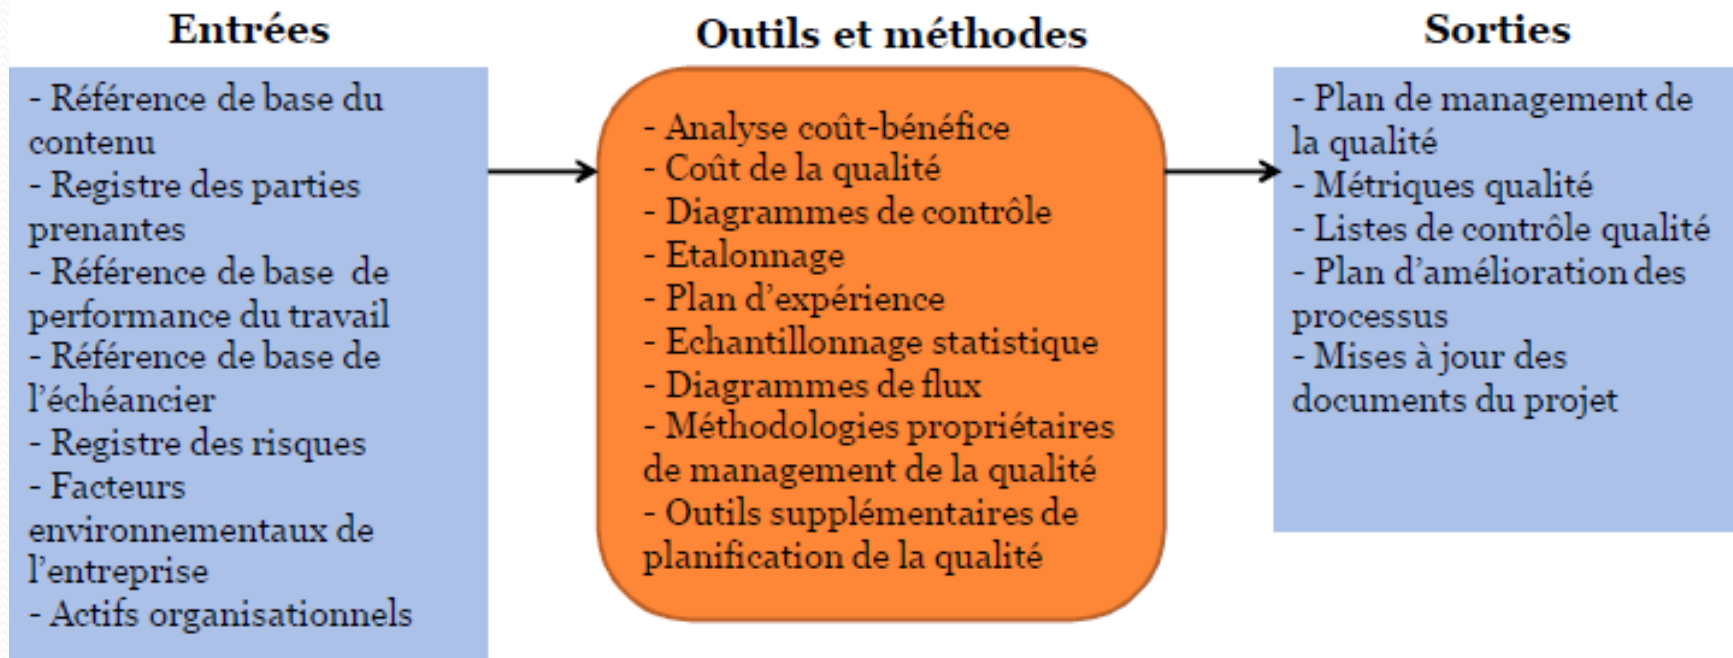 Entrées
- Référence de base du
contenu
- Registre des parties
prenantes
- Référence de base  de
performance du travail
- Référence de base de
l’échéancier
- Registre des risques
- Facteurs
environnementaux de
l’entreprise
- Actifs organisationnels
Outils et méthodes
- Analyse coût-bénéfice
- Coût de la qualité
- Diagrammes de contrôle
- Etalonnage
- Plan d’expérience
- Echantillonnage statistique
- Diagrammes de flux
- Méthodologies propriétaires
de management de la qualité
- Outils supplémentaires de
planification de la qualité
Sorties
- Plan de management de
la qualité
- Métriques qualité
- Listes de contrôle qualité
- Plan d’amélioration des
processus
- Mises à jour des
documents du projet